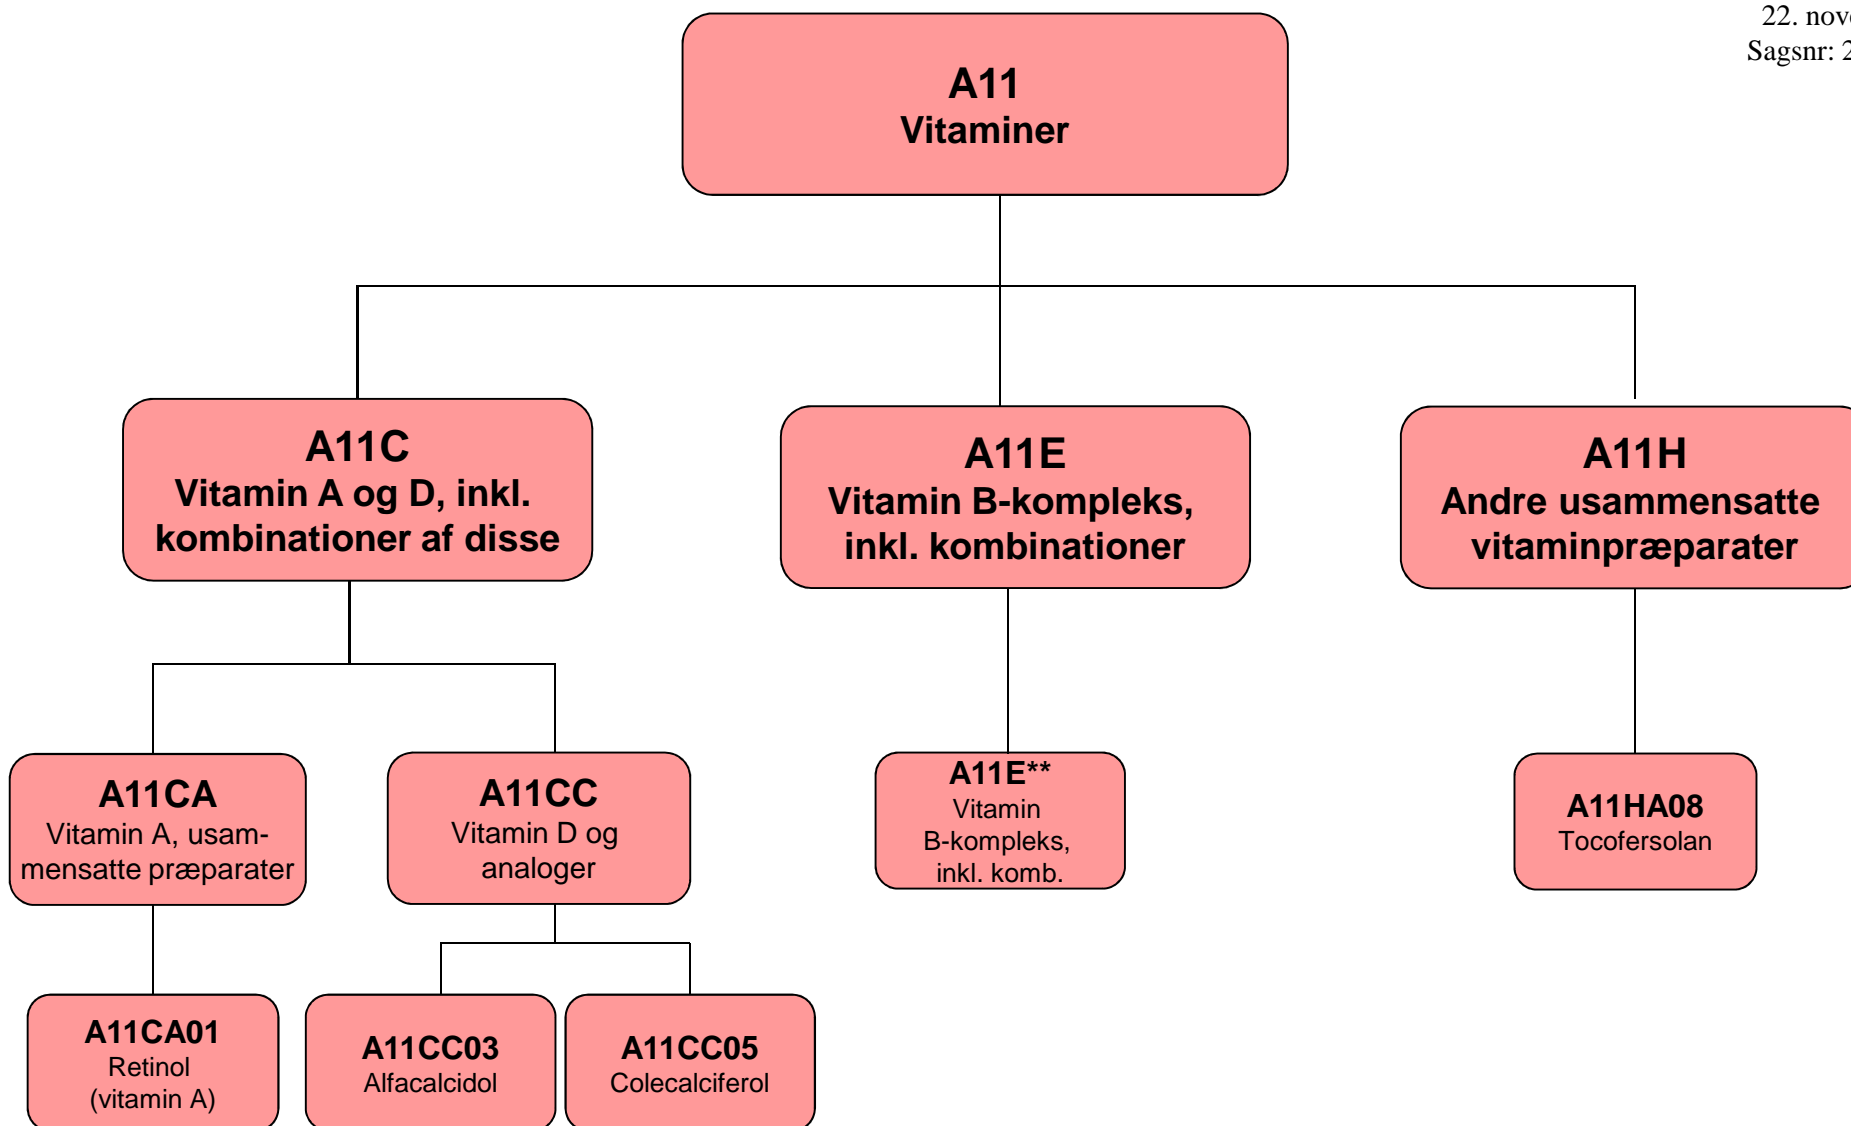 22. nov
Sagsnr: 2
A11
Vitaminer
A11C
Vitamin A og D, inkl.
kombinationer af disse
A11E
Vitamin B-kompleks,
inkl. kombinationer
A11H
Andre usammensatte
vitaminpræparater
A11CA
Vitamin A, usam-
mensatte præparater
A11CC
Vitamin D og
analoger
A11E**
Vitamin
B-kompleks,
inkl. komb.
A11HA08
Tocofersolan
A11CA01
Retinol
(vitamin A)
A11CC03
Alfacalcidol
A11CC05
Colecalciferol